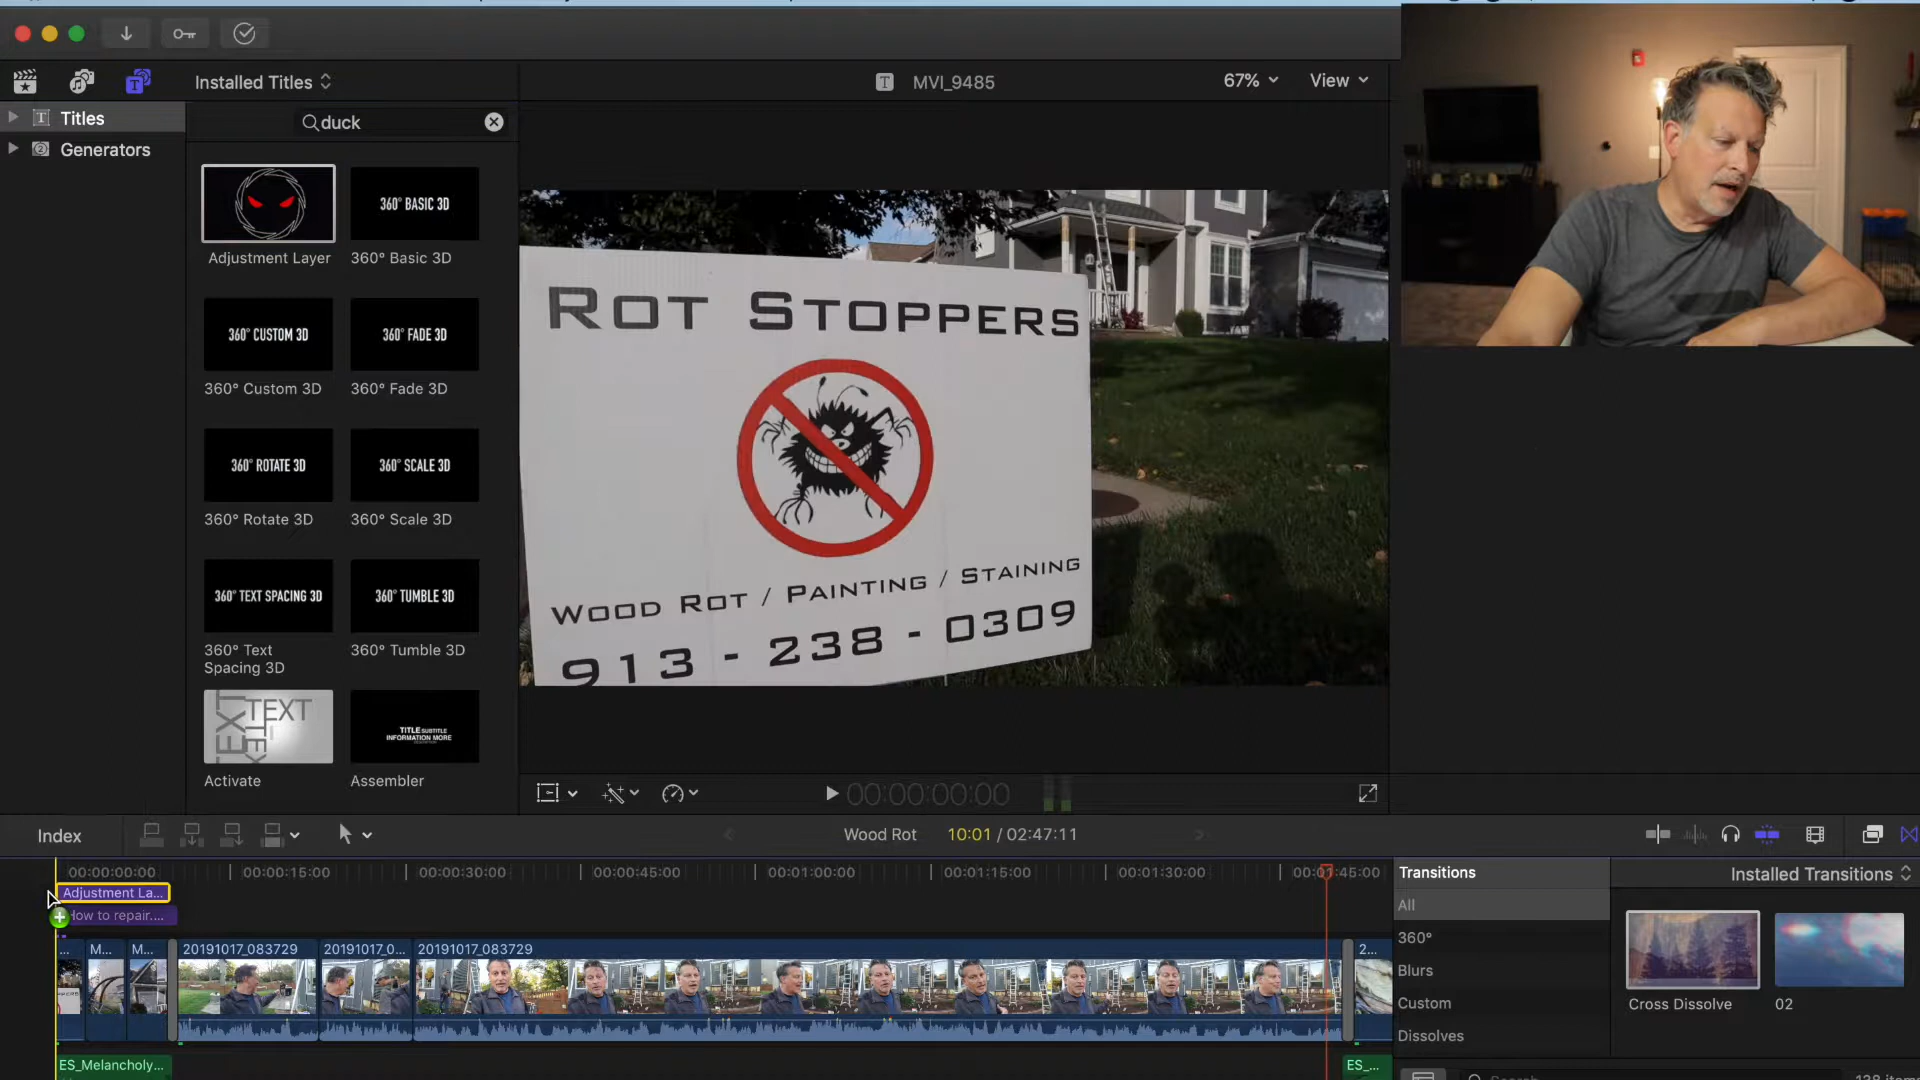 Installed Titles
MVI_9485
67%
View
Titles
Generators
duck
Adjustment Layer
360° BASIC 3D
360° Basic 3D
360° CUSTOM 3D
360° Custom 3D
360° FADE 3D
360° Fade 3D
360° ROTATE 3D
360° Rotate 3D
360° SCALE 3D
360° Scale 3D
360° TEXT SPACING 3D
360° Text
Spacing 3D
360° TUMBLE 3D
360° Tumble 3D
TEXT
TEXT
Activate
TITLE SUBTITLE
INFORMATION MORE
Assembler
ROT STOPPERS
WOOD ROT / PAINTING / STAINING
913 - 238 - 0309
00:00:00:00
Index
Wood Rot
10:01 / 02:47:11
00:00:00:00
00:00:15:00
00:00:30:00
00:00:45:00
00:01:00:00
00:01:15:00
00:01:30:00
00:01:45:00
Adjustment La...
How to repair....
...
M...
M...
20191017_083729
20191017_0...
20191017_083729
2...
ES_Melancholy...
ES_...
Transitions
Installed Transitions
All
360°
Blurs
Custom
Dissolves
Cross Dissolve
02